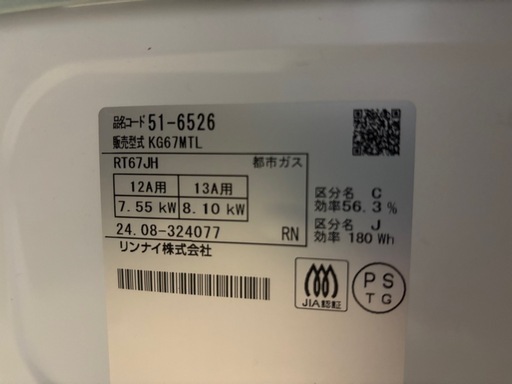 品名コード 51-6526
販売型式 KG67MTL
RT67JH 都市ガス
12A用 13A用
7.55 kW 8.10 kW
区分名 C
効率56.3 %
区分名 J
効率 180 Wh
24.08-324077 RN
リンナイ株式会社
JIA認証
PS
TG